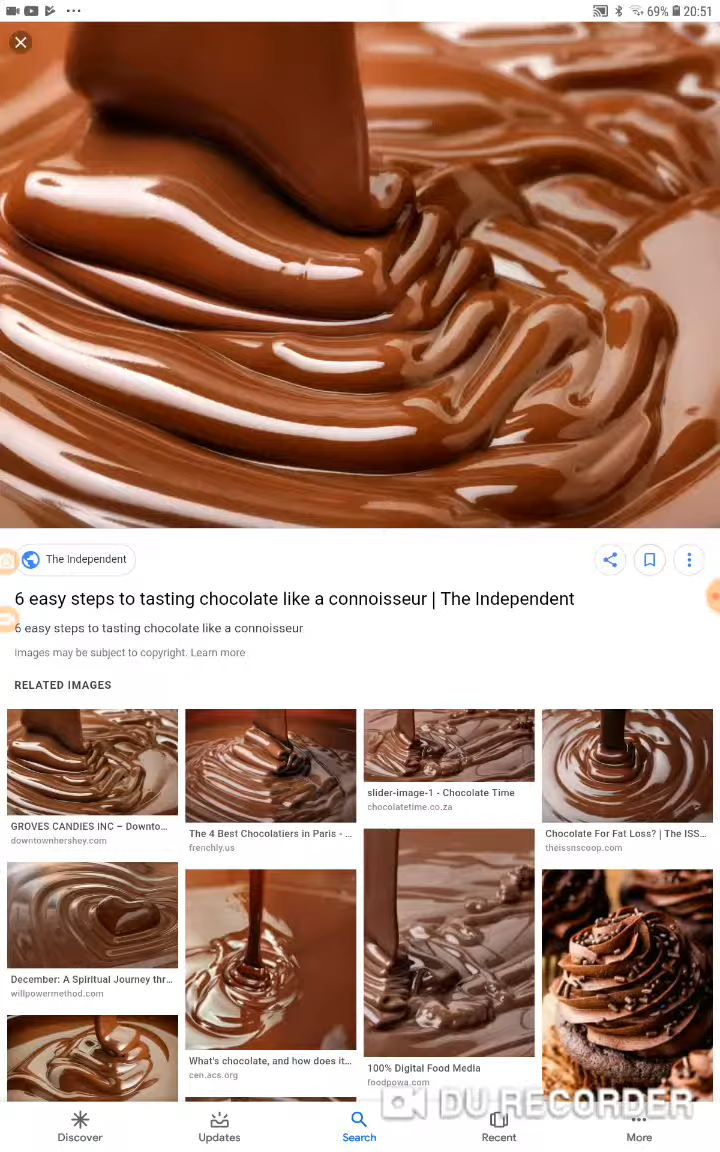 69% 20:51
The Independent
6 easy steps to tasting chocolate like a connoisseur | The Independent
6 easy steps to tasting chocolate like a connoisseur
Images may be subject to copyright. Learn more
RELATED IMAGES
GROVES CANDIES INC – Downto...
downtownhershey.com
The 4 Best Chocolatiers in Paris - ...
frenchly.us
slider-image-1 - Chocolate Time
chocolatetime.co.za
Chocolate For Fat Loss? | The ISS...
theissnscoop.com
December: A Spiritual Journey thr...
willpowermethod.com
What's chocolate, and how does it...
cen.acs.org
100% Digital Food Media
foodpowa.com
DU RECORDER
Discover Updates Search Recent More